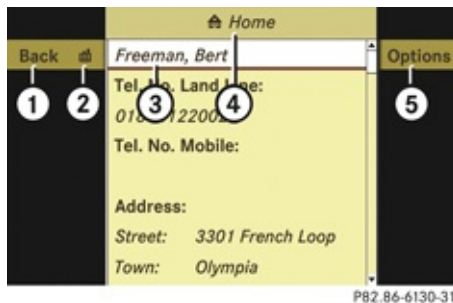 Home
Back
Freeman, Bert
Options
Tel. No. Land Line:
1 2 3 4 5
Tel. No. Mobile:
Address:
Street: 3301 French Loop
Town: Olympia
P82.86-6130-31